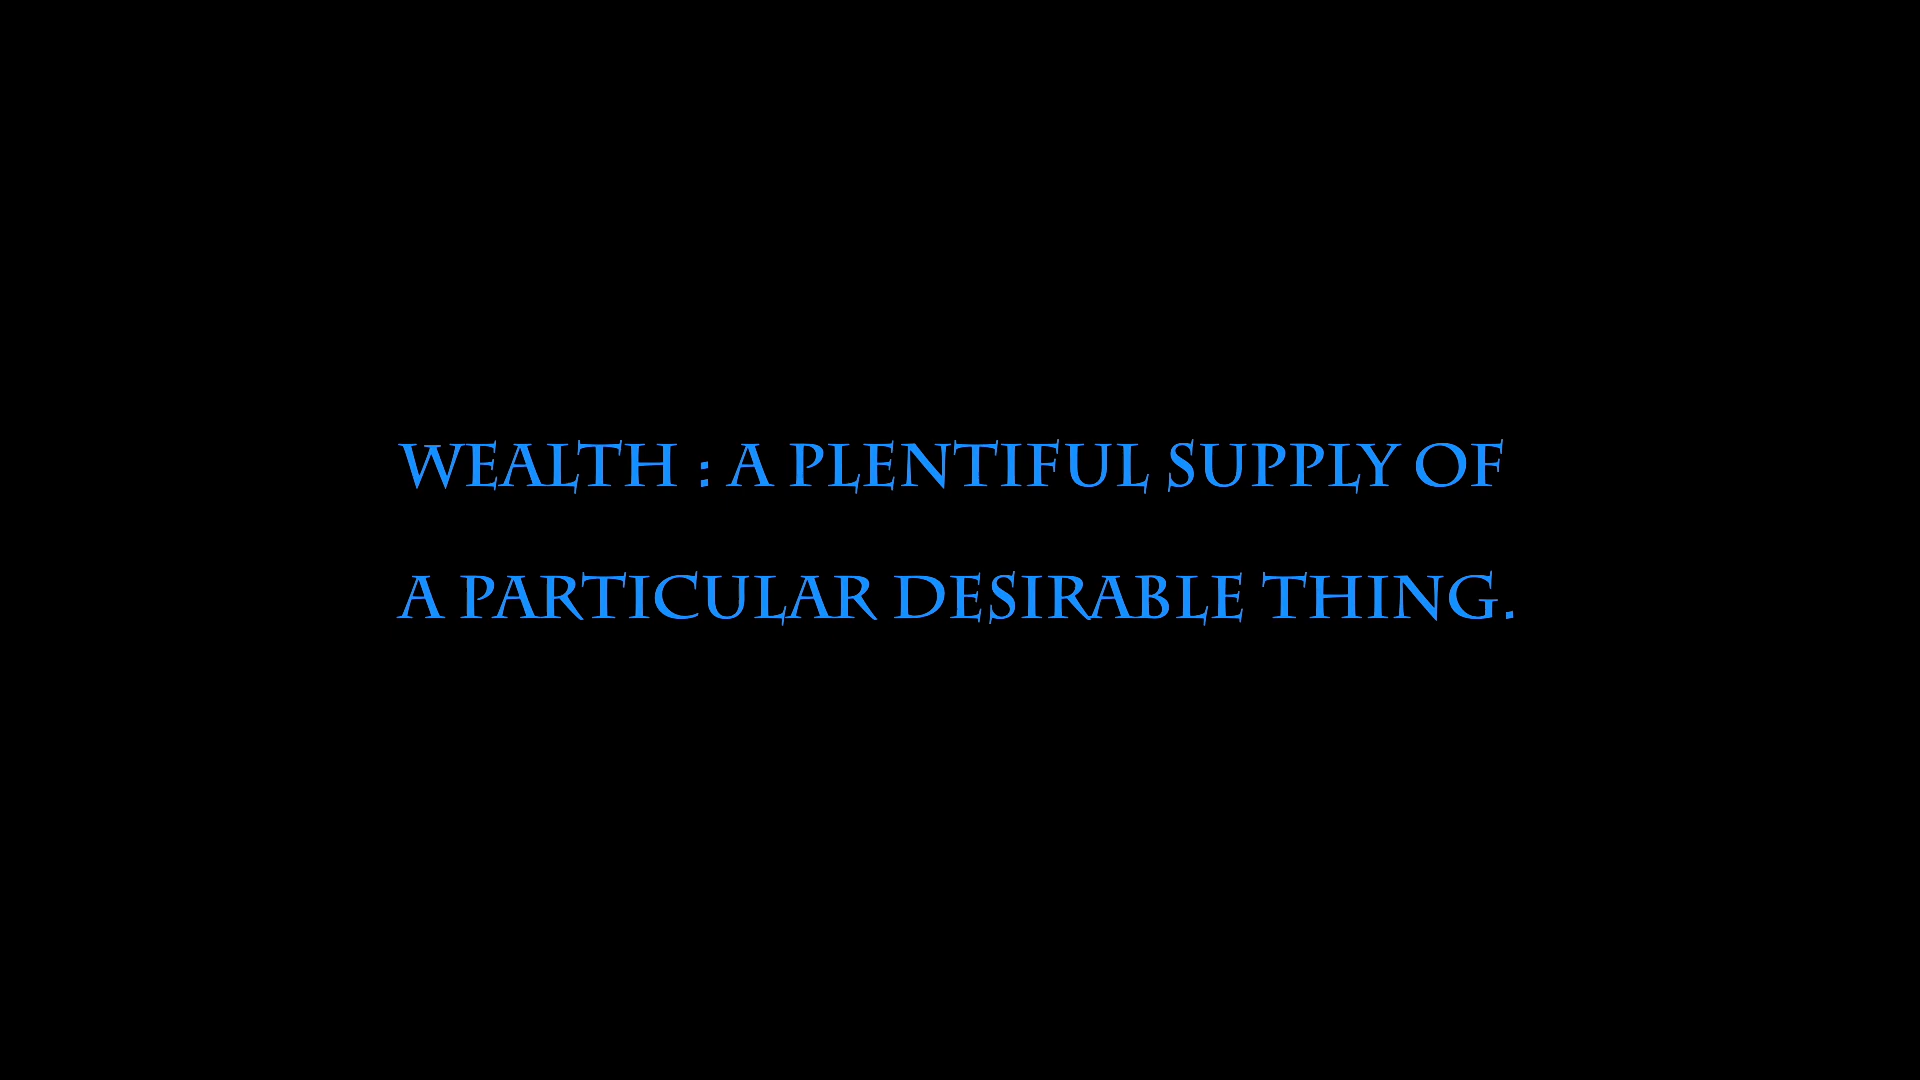 WEALTH : A PLENTIFUL SUPPLY OF
A PARTICULAR DESIRABLE THING.